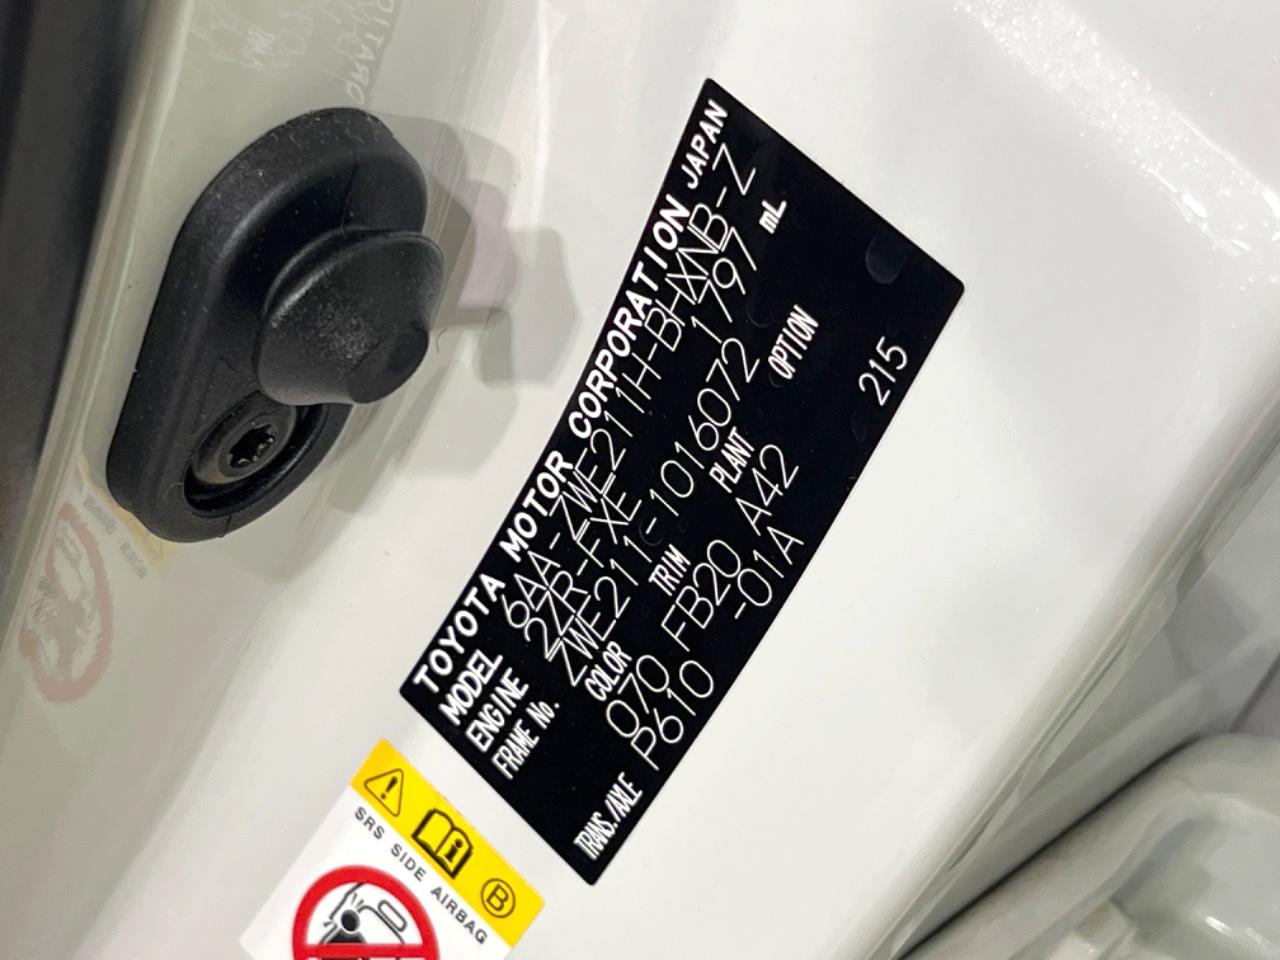 TOYOTA MOTOR CORPORATION JAPAN
MODEL 6AA-ZWE211H-BHXNB-Z
ENGINE 2ZR-FXE 1797 mL
FRAME No. ZWE211-1016072
COLOR TRIM PLANT OPTION
070 FB20 A42
TRANS./AXLE P610 -01A 215
SRS SIDE AIRBAG
B